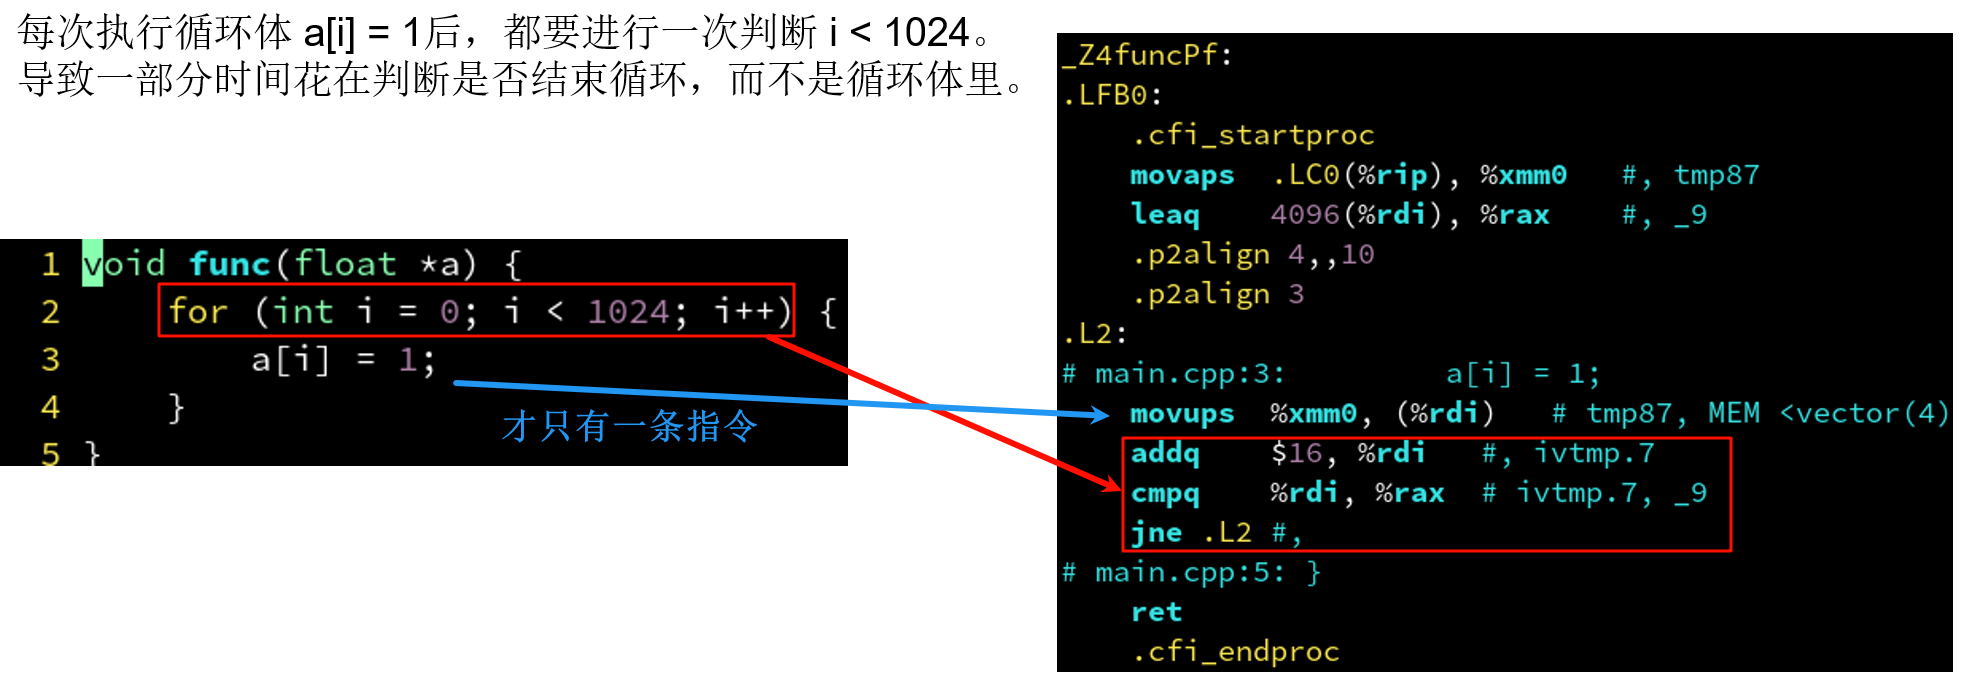 每次执行循环体 a[i] = 1后，都要进行一次判断 i < 1024。
导致一部分时间花在判断是否结束循环，而不是循环体里。
1 void func(float *a) {
2     for (int i = 0; i < 1024; i++) {
3         a[i] = 1;
4     }
5 }
才只有一条指令
_Z4funcPf:
.LFB0:
    .cfi_startproc
    movaps  .LC0(%rip), %xmm0   #, tmp87
    leaq    4096(%rdi), %rax    #, _9
    .p2align 4,,10
    .p2align 3
.L2:
# main.cpp:3:         a[i] = 1;
    movups  %xmm0, (%rdi)   # tmp87, MEM <vector(4)
    addq    $16, %rdi   #, ivtmp.7
    cmpq    %rdi, %rax  # ivtmp.7, _9
    jne .L2 #,
# main.cpp:5: }
    ret
    .cfi_endproc